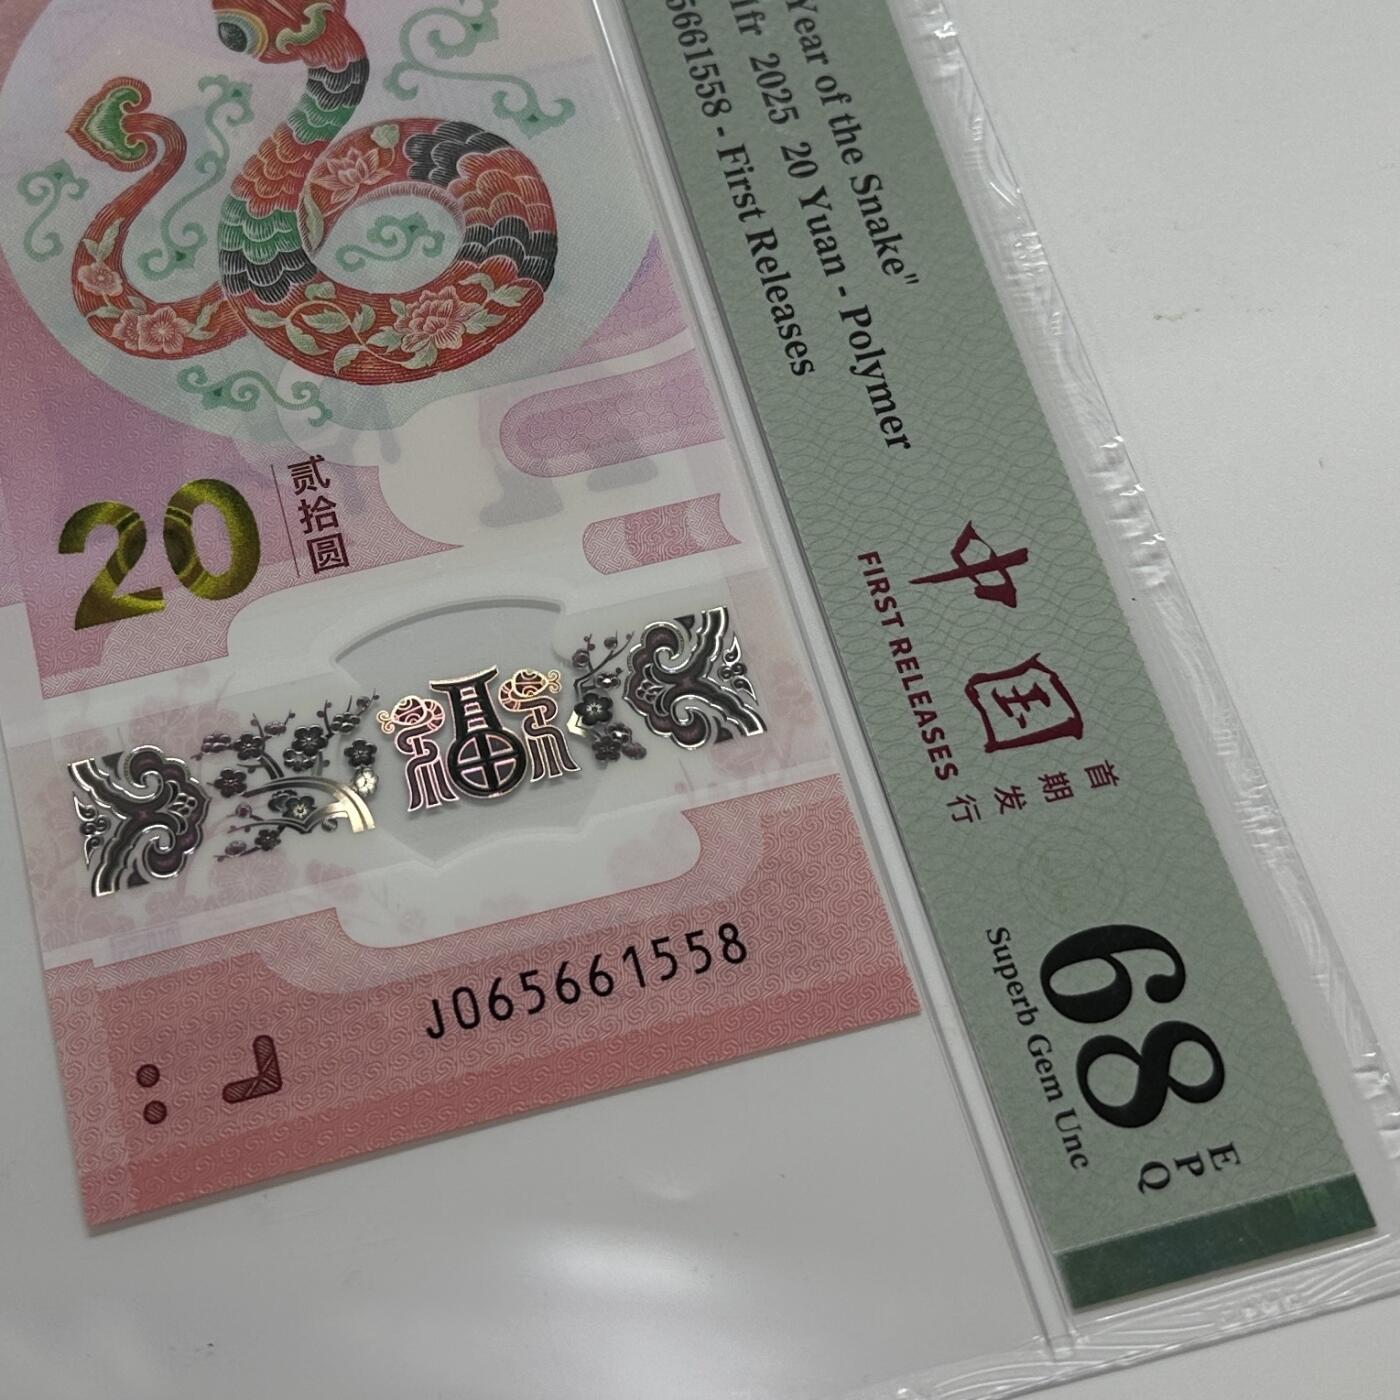 20
贰拾圆
J065661558
Year of the Snake"
2025 20 Yuan - Polymer
5661558 - First Releases
中国
首期发行
FIRST RELEASES
68
EPQ
Superb Gem Unc